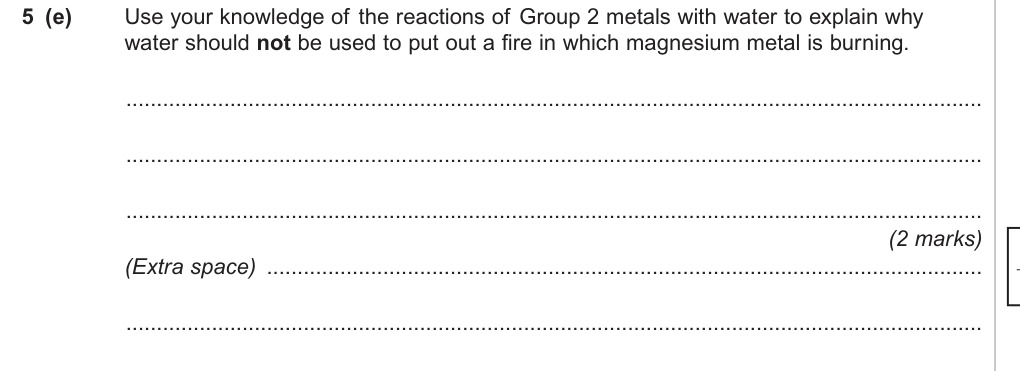 5 (e) Use your knowledge of the reactions of Group 2 metals with water to explain why
water should not be used to put out a fire in which magnesium metal is burning.
(2 marks)
(Extra space)